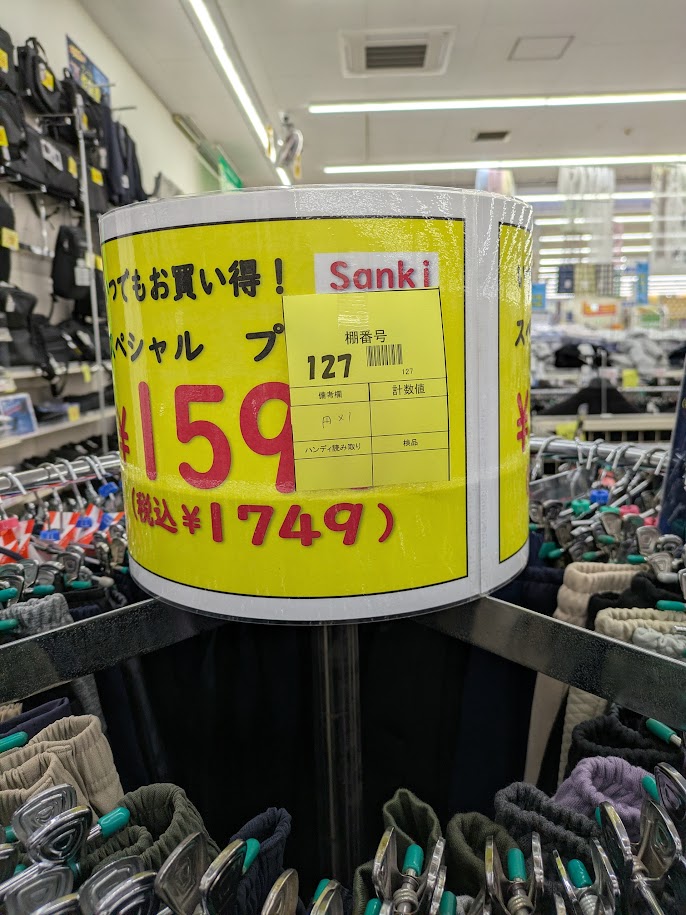 つでもお買い得！
Sanki
ペシャル プ
¥159
(税込¥1749)
棚番号
127
127
備考欄 計数値
円×1
ハンディ読み取り 検品